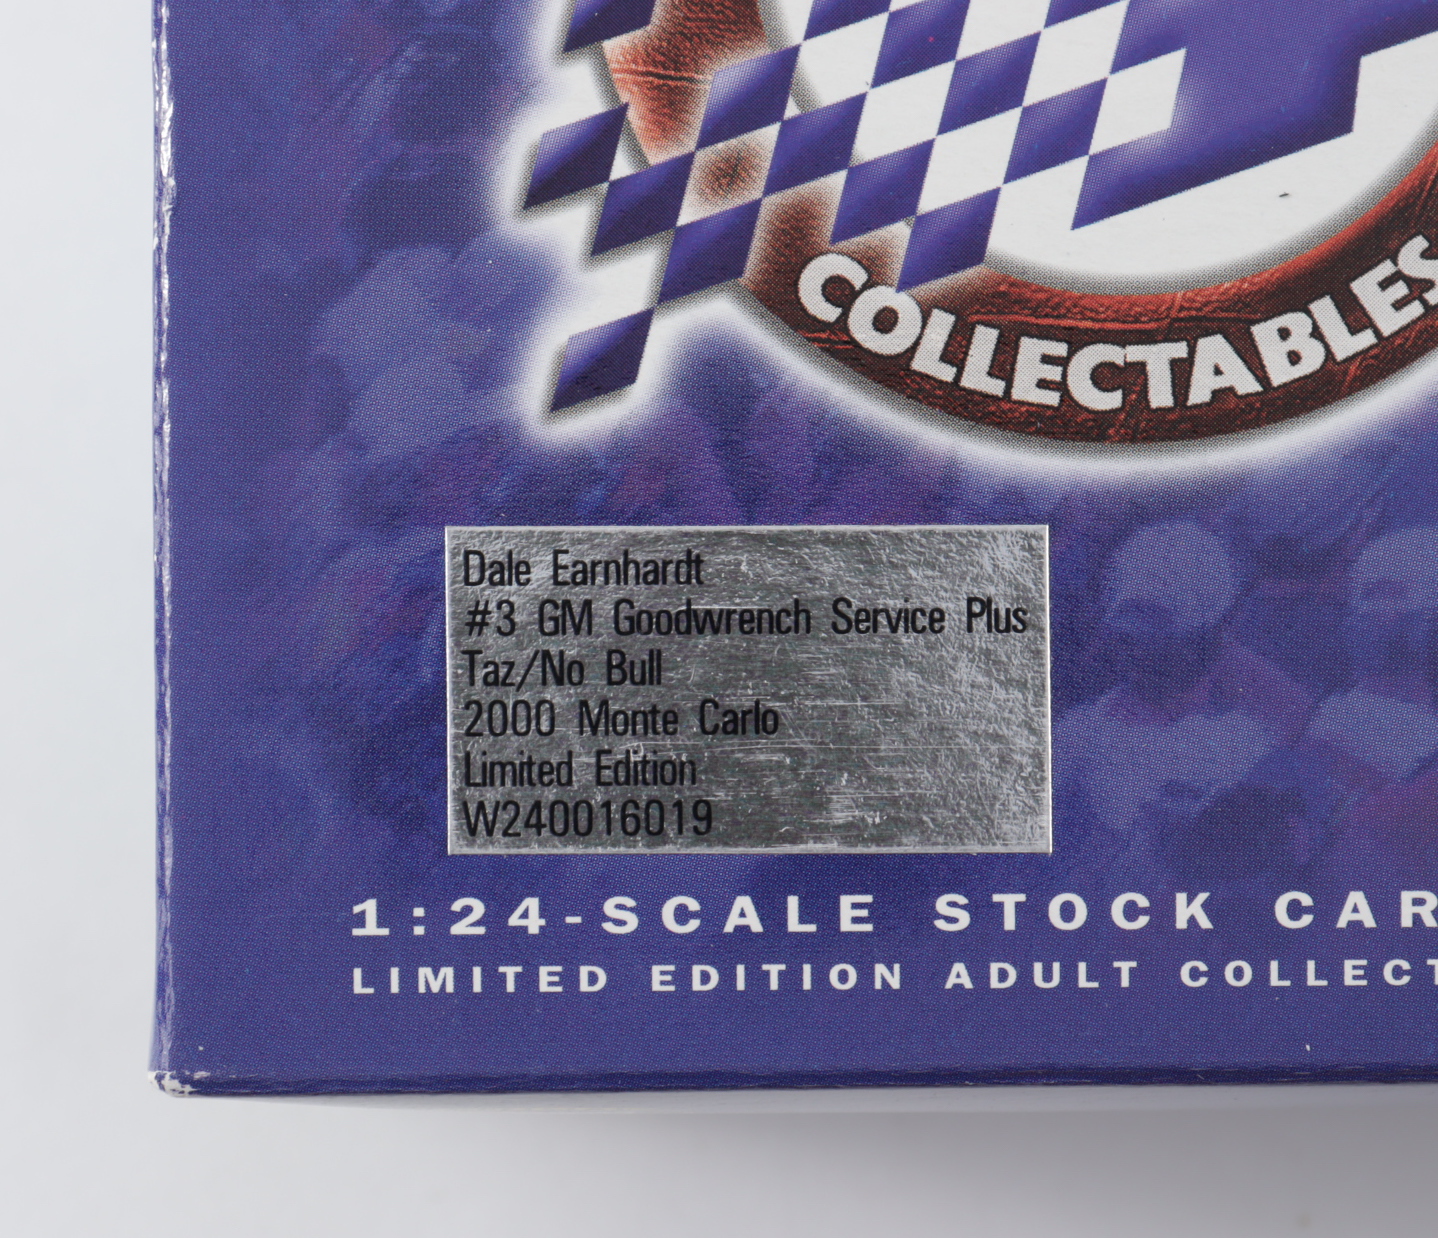 COLLECTABLES
Dale Earnhardt
#3 GM Goodwrench Service Plus
Taz/No Bull
2000 Monte Carlo
Limited Edition
W240016019
1:24-SCALE STOCK CAR
LIMITED EDITION ADULT COLLECT